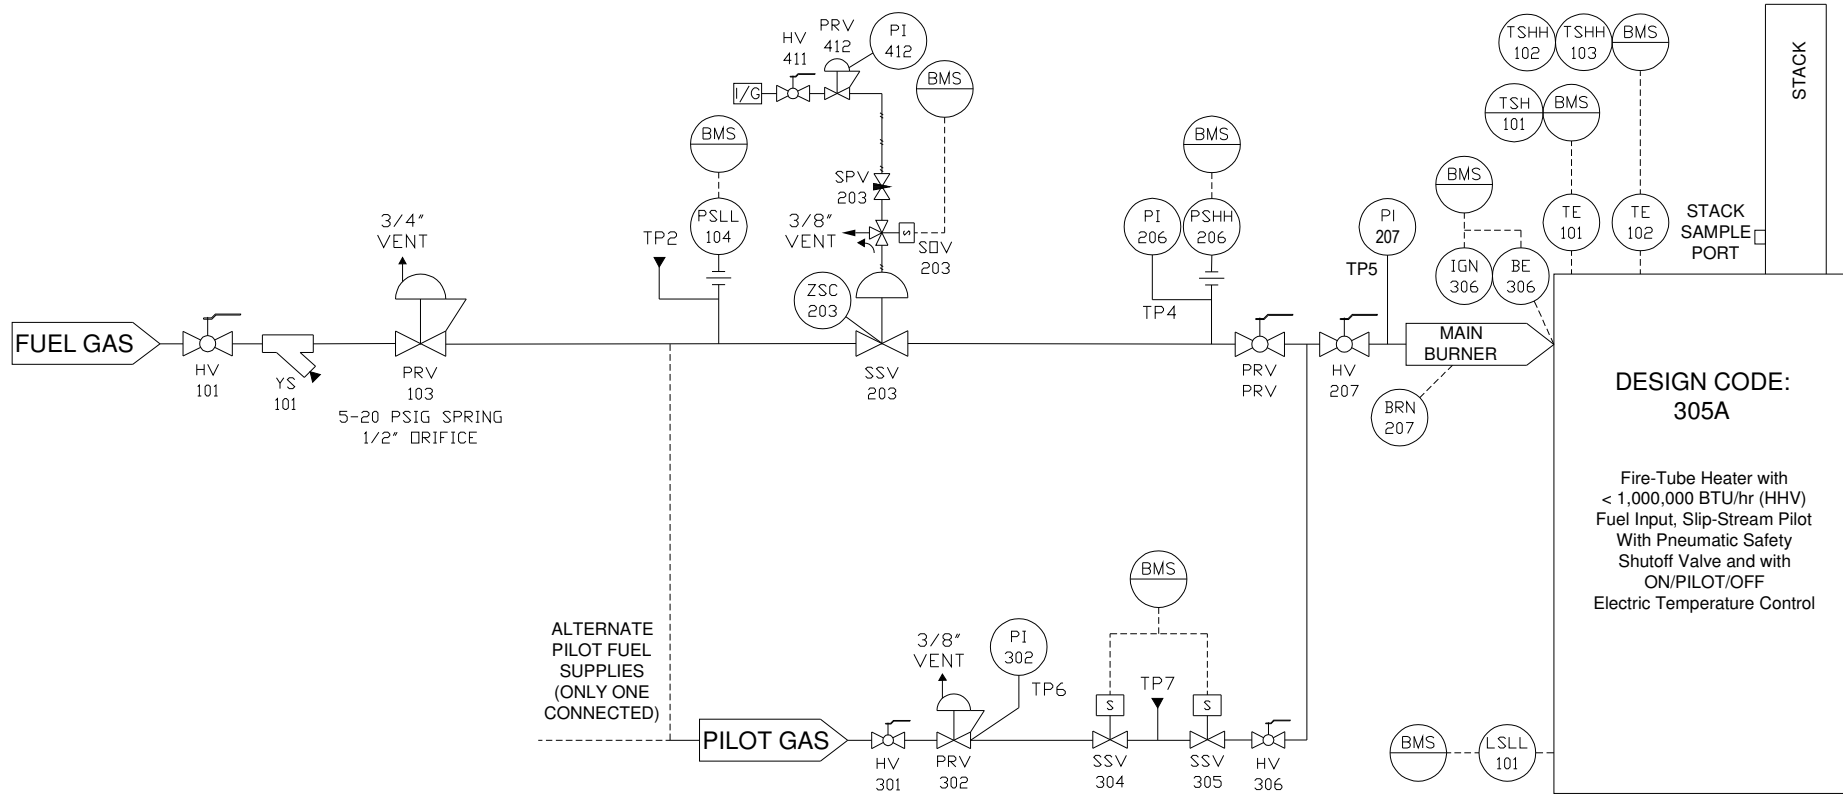 HV
411
PRV
412
PI
412
I/G
BMS
BMS
SPV
203
3/8"
VENT
S
SOV
203
3/4"
VENT
TP2
PSLL
104
ZSC
203
BMS
PI
206
PSHH
206
TP4
PI
207
TP5
TSHH
102
TSHH
103
BMS
TSH
101
BMS
BMS
IGN
306
BE
306
TE
101
TE
102
STACK
SAMPLE
PORT
STACK
FUEL GAS
HV
101
YS
101
PRV
103
5-20 PSIG SPRING
1/2" ORIFICE
SSV
203
PRV
PRV
HV
207
MAIN
BURNER
BRN
207
DESIGN CODE:
305A
Fire-Tube Heater with
< 1,000,000 BTU/hr (HHV)
Fuel Input, Slip-Stream Pilot
With Pneumatic Safety
Shutoff Valve and with
ON/PILOT/OFF
Electric Temperature Control
ALTERNATE
PILOT FUEL
SUPPLIES
(ONLY ONE
CONNECTED)
PILOT GAS
HV
301
3/8"
VENT
PRV
302
PI
302
TP6
BMS
S
SSV
304
TP7
S
SSV
305
HV
306
BMS
LSLL
101